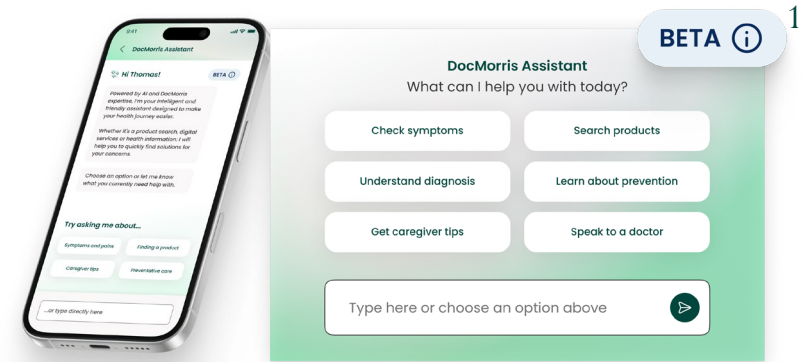 9:41
DocMorris Assistant
Hi Thomas!
BETA
Powered by AI and DocMorris
expertise, I'm your intelligent and
friendly assistant designed to make
your health journey easier.
Whether it's a product search, digital
services or health information: I will
help you to quickly find solutions for
your concerns.
Choose an option or let me know
what you currently need help with.
Try asking me about...
Symptoms and pains
Finding a product
Caregiver tips
Preventative care
...or type directly here
1
BETA
DocMorris Assistant
What can I help you with today?
Check symptoms
Search products
Understand diagnosis
Learn about prevention
Get caregiver tips
Speak to a doctor
Type here or choose an option above